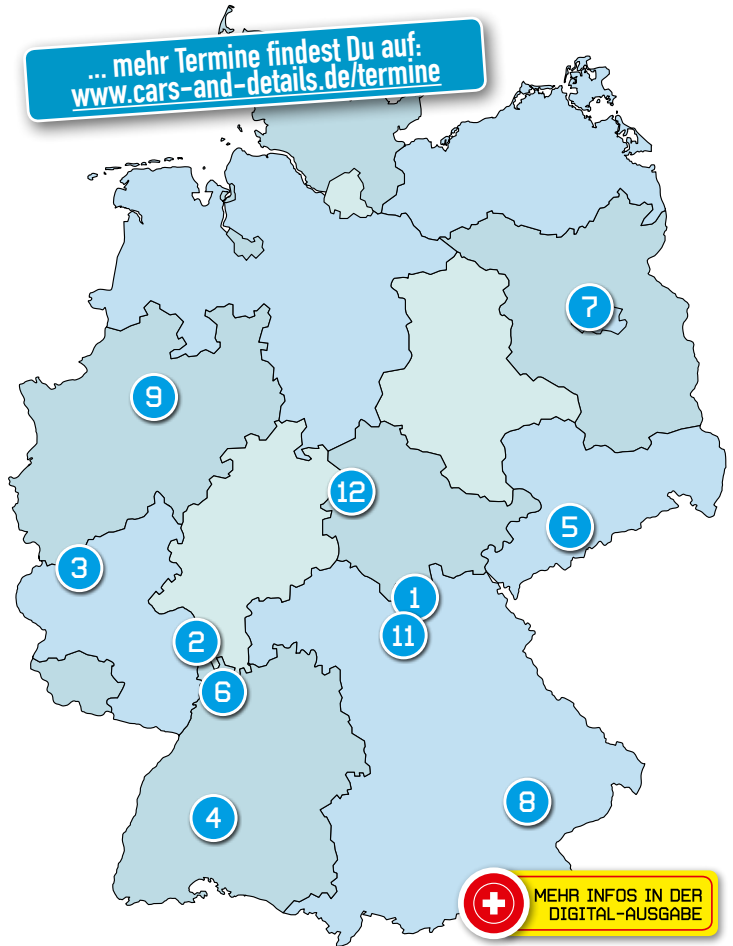 ... mehr Termine findest Du auf:
www.cars-and-details.de/termine
7
9
12
5
3
1
11
2
6
8
4
MEHR INFOS IN DER
DIGITAL-AUSGABE